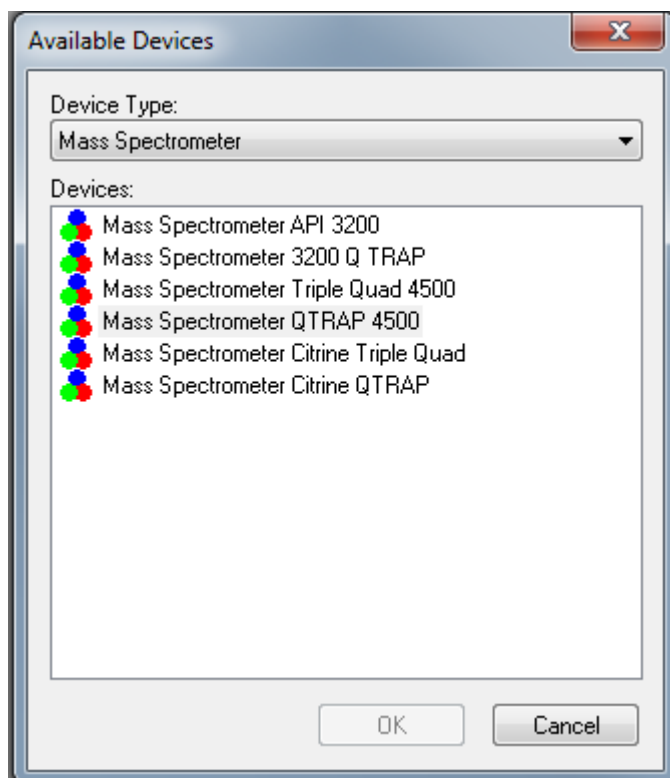 Available Devices
Device Type:
Mass Spectrometer
Devices:
Mass Spectrometer API 3200
Mass Spectrometer 3200 Q TRAP
Mass Spectrometer Triple Quad 4500
Mass Spectrometer QTRAP 4500
Mass Spectrometer Citrine Triple Quad
Mass Spectrometer Citrine QTRAP
OK Cancel